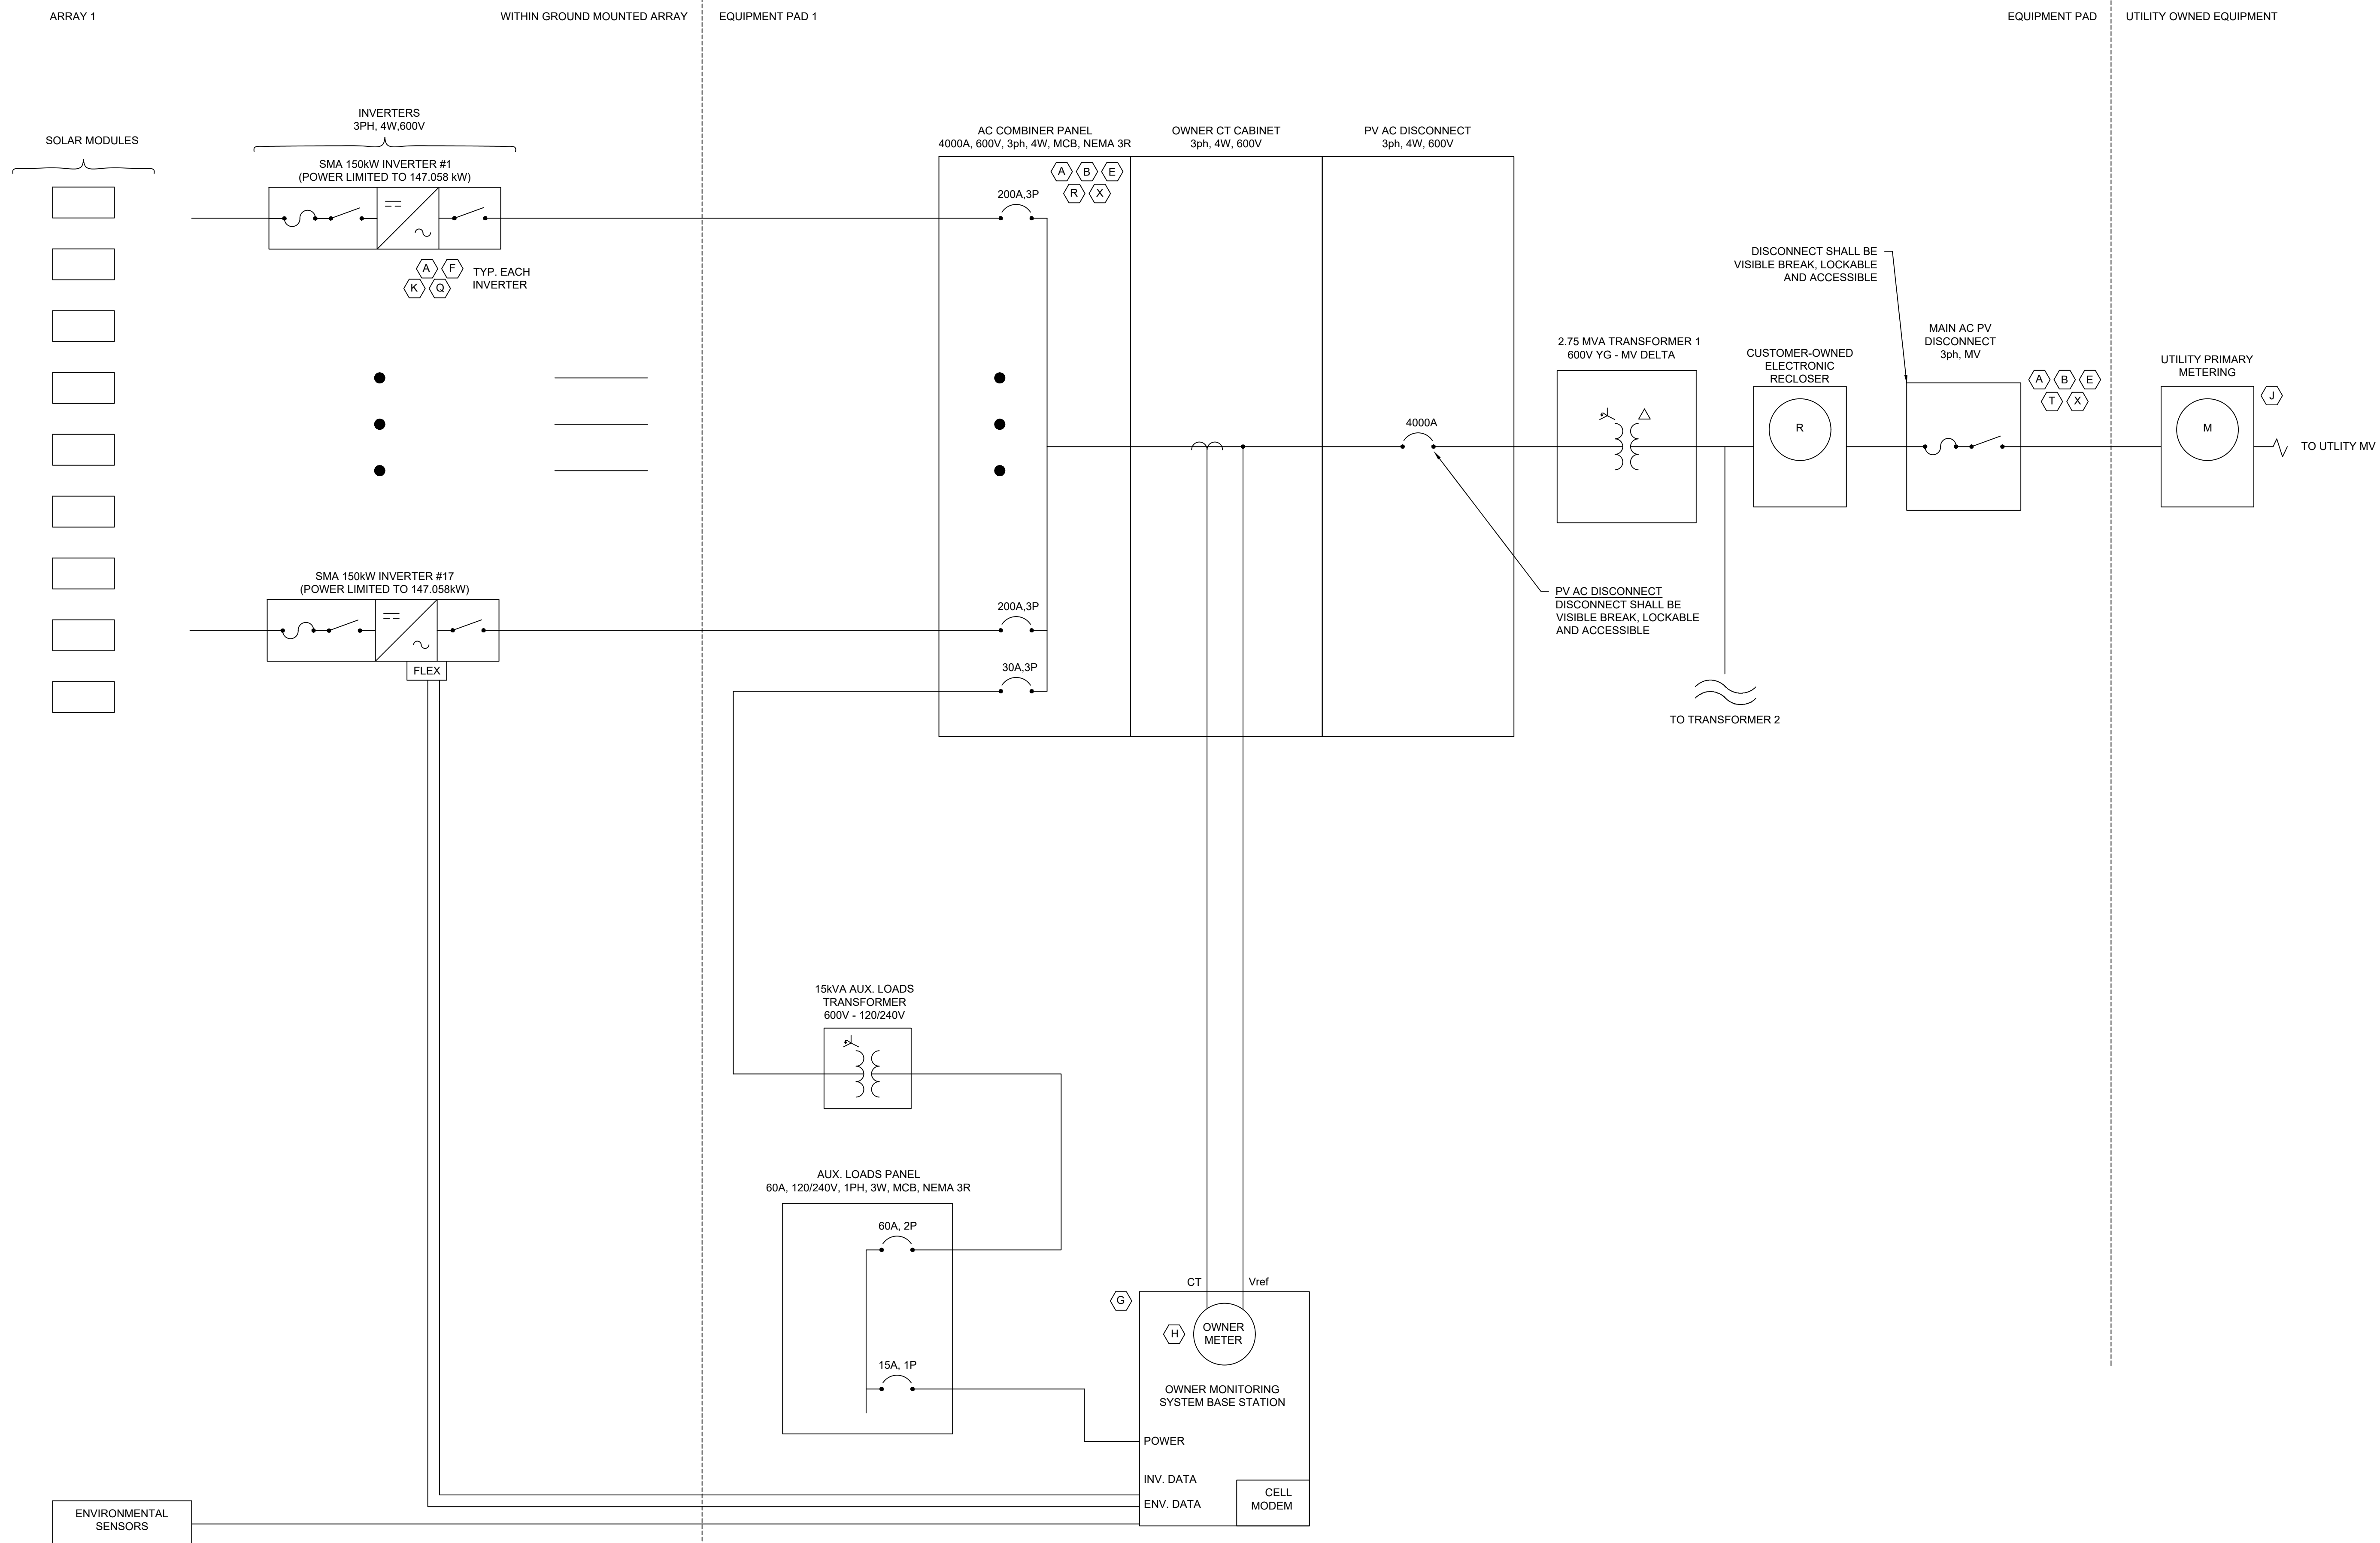 ARRAY 1
WITHIN GROUND MOUNTED ARRAY
EQUIPMENT PAD 1
EQUIPMENT PAD
UTILITY OWNED EQUIPMENT
SOLAR MODULES
INVERTERS
3PH, 4W,600V
SMA 150kW INVERTER #1
(POWER LIMITED TO 147.058 kW)
A F
K Q
TYP. EACH
INVERTER
SMA 150kW INVERTER #17
(POWER LIMITED TO 147.058kW)
FLEX
AC COMBINER PANEL
4000A, 600V, 3ph, 4W, MCB, NEMA 3R
A B E
R X
200A,3P
200A,3P
30A,3P
OWNER CT CABINET
3ph, 4W, 600V
PV AC DISCONNECT
3ph, 4W, 600V
4000A
PV AC DISCONNECT
DISCONNECT SHALL BE
VISIBLE BREAK, LOCKABLE
AND ACCESSIBLE
2.75 MVA TRANSFORMER 1
600V YG - MV DELTA
TO TRANSFORMER 2
CUSTOMER-OWNED
ELECTRONIC
RECLOSER
R
DISCONNECT SHALL BE
VISIBLE BREAK, LOCKABLE
AND ACCESSIBLE
MAIN AC PV
DISCONNECT
3ph, MV
A B E
T X
UTILITY PRIMARY
METERING
M
J
TO UTLITY MV
15kVA AUX. LOADS
TRANSFORMER
600V - 120/240V
AUX. LOADS PANEL
60A, 120/240V, 1PH, 3W, MCB, NEMA 3R
60A, 2P
15A, 1P
CT
Vref
G
H
OWNER
METER
OWNER MONITORING
SYSTEM BASE STATION
POWER
INV. DATA
ENV. DATA
CELL
MODEM
ENVIRONMENTAL
SENSORS